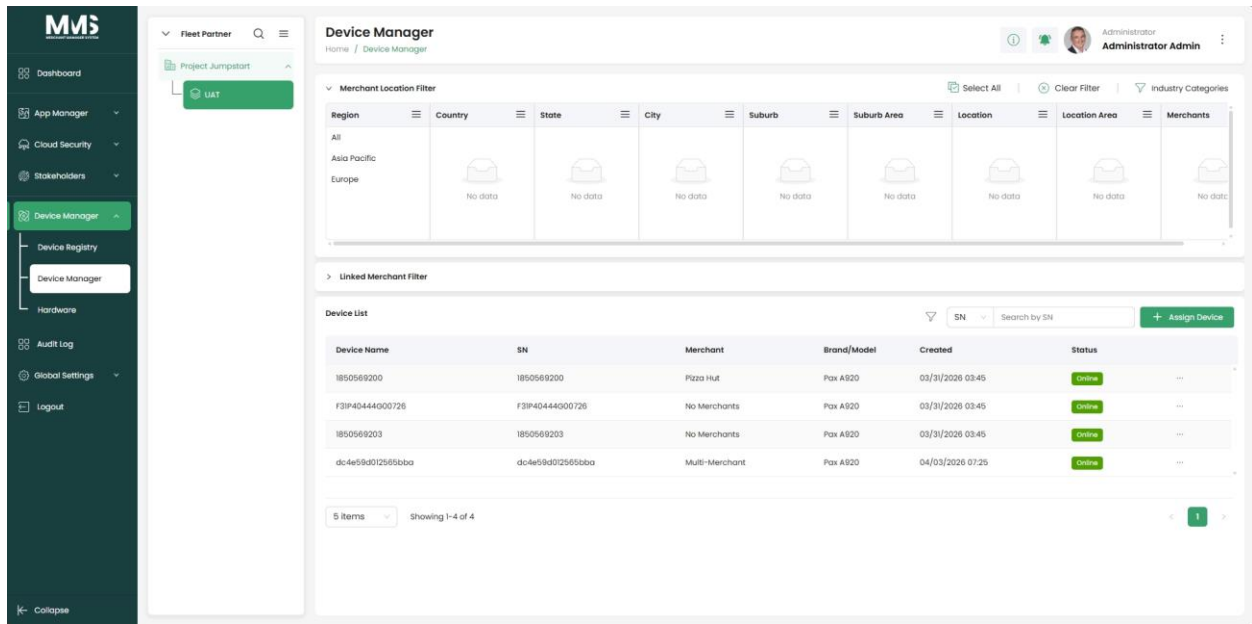 MMS
MERCHANT MANAGER SYSTEM
Dashboard
App Manager
Cloud Security
Stakeholders
Device Manager
Device Registry
Device Manager
Hardware
Audit Log
Global Settings
Logout
Collapse
Fleet Partner
Project Jumpstart
UAT
Device Manager
Home / Device Manager
Administrator
Administrator Admin
Merchant Location Filter
Select All
Clear Filter
Industry Categories
Region Country State City Suburb Suburb Area Location Location Area Merchants
All
Asia Pacific
Europe
No data No data No data No data No data No data No data No data
Linked Merchant Filter
Device List
SN
Search by SN
+ Assign Device
Device Name SN Merchant Brand/Model Created Status
1850569200 1850569200 Pizza Hut Pax A920 03/31/2026 03:45 Online ...
F31P40444G00726 F31P40444G00726 No Merchants Pax A920 03/31/2026 03:45 Online ...
1850569203 1850569203 No Merchants Pax A920 03/31/2026 03:45 Online ...
dc4e59d012565bba dc4e59d012565bba Multi-Merchant Pax A920 04/03/2026 07:25 Online ...
5 items
Showing 1-4 of 4
< 1 >